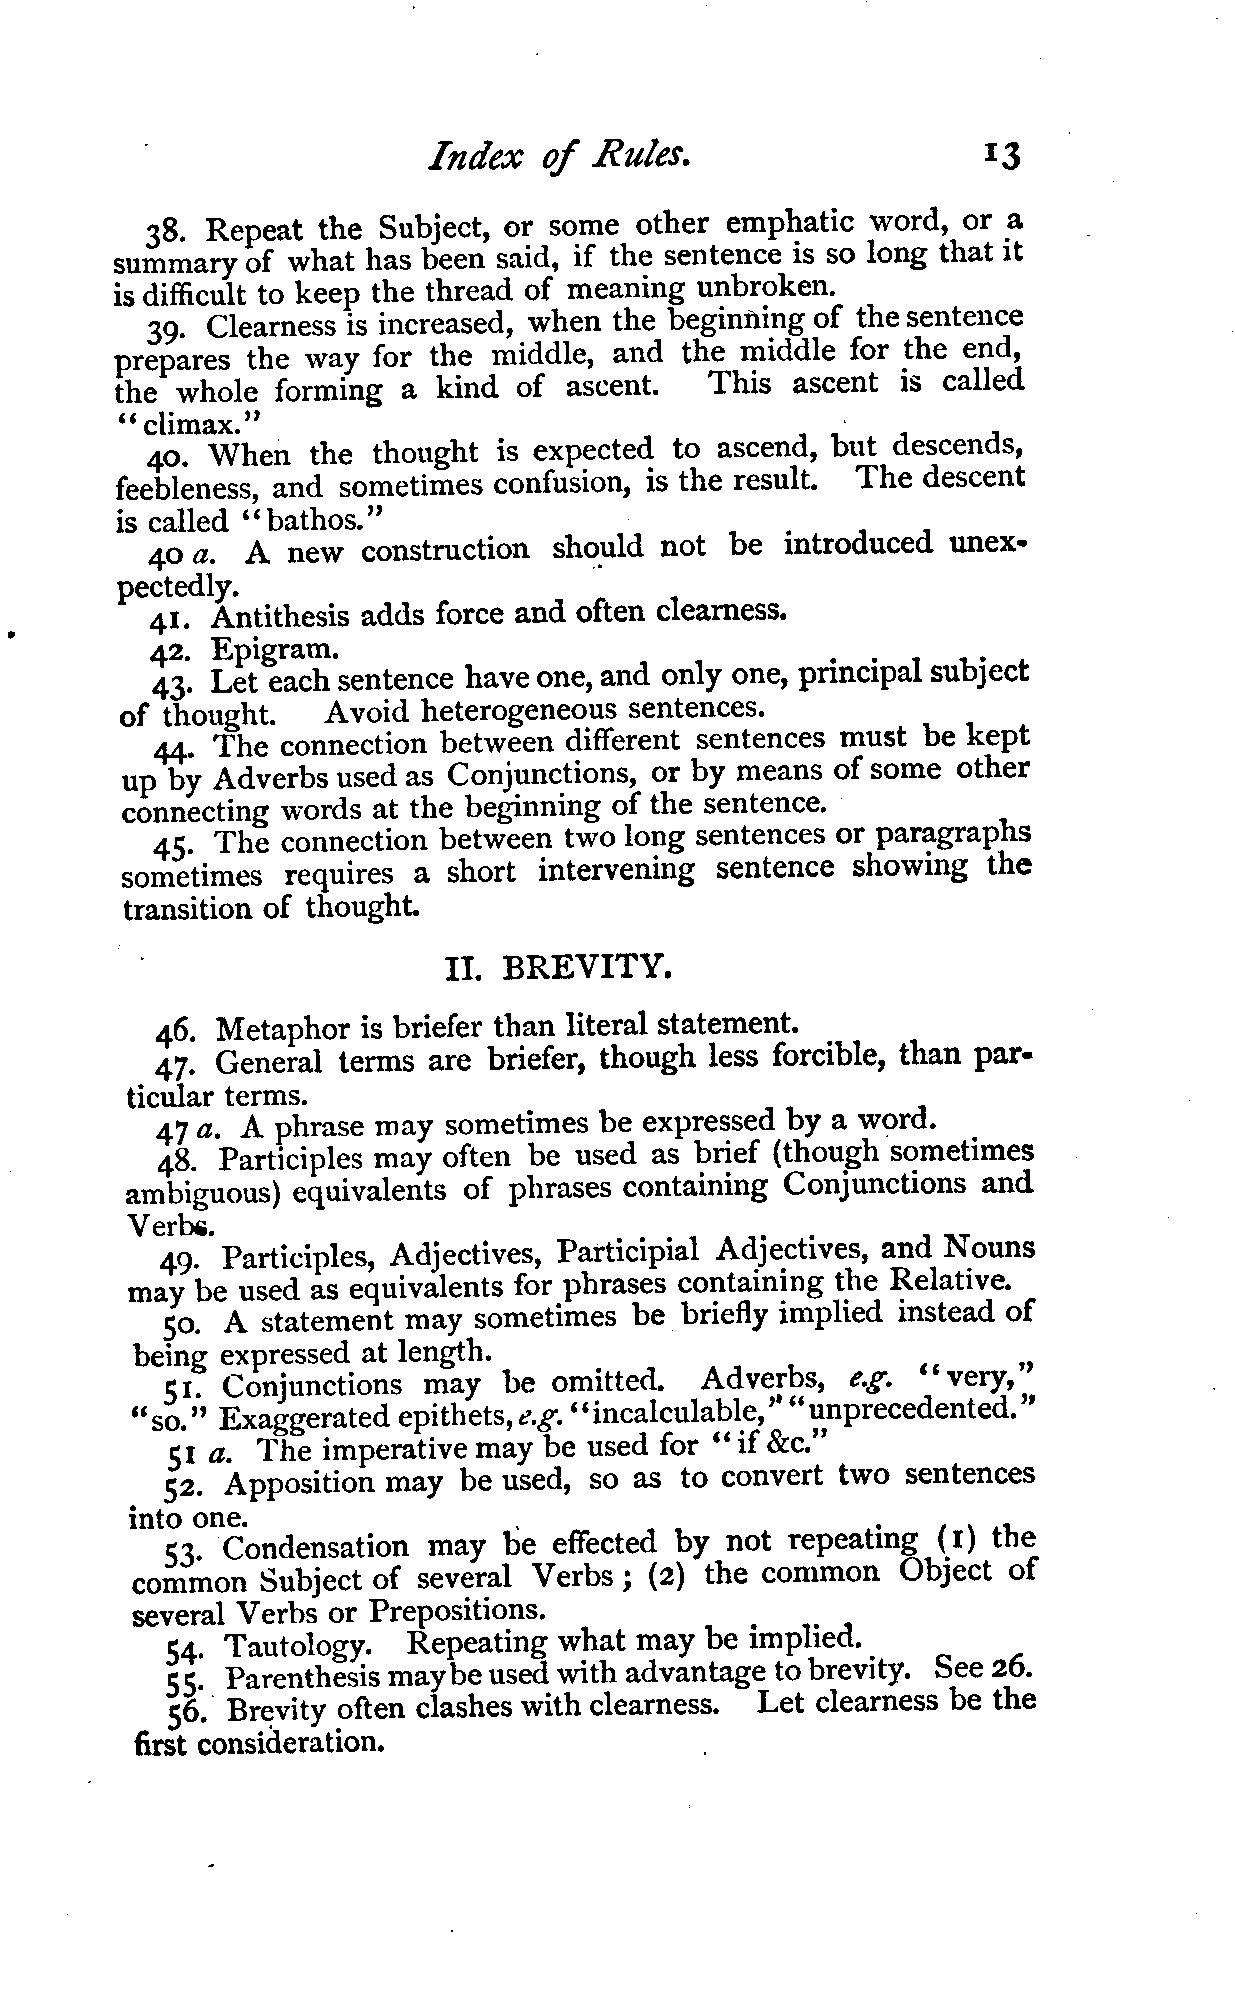 Index of Rules. 13
38. Repeat the Subject, or some other emphatic word, or a
summary of what has been said, if the sentence is so long that it
is difficult to keep the thread of meaning unbroken.
39. Clearness is increased, when the beginning of the sentence
prepares the way for the middle, and the middle for the end,
the whole forming a kind of ascent. This ascent is called
"climax."
40. When the thought is expected to ascend, but descends,
feebleness, and sometimes confusion, is the result. The descent
is called "bathos."
40 a. A new construction should not be introduced unex-
pectedly.
41. Antithesis adds force and often clearness.
42. Epigram.
43. Let each sentence have one, and only one, principal subject
of thought. Avoid heterogeneous sentences.
44. The connection between different sentences must be kept
up by Adverbs used as Conjunctions, or by means of some other
connecting words at the beginning of the sentence.
45. The connection between two long sentences or paragraphs
sometimes requires a short intervening sentence showing the
transition of thought.
II. BREVITY.
46. Metaphor is briefer than literal statement.
47. General terms are briefer, though less forcible, than par-
ticular terms.
47 a. A phrase may sometimes be expressed by a word.
48. Participles may often be used as brief (though sometimes
ambiguous) equivalents of phrases containing Conjunctions and
Verbs.
49. Participles, Adjectives, Participial Adjectives, and Nouns
may be used as equivalents for phrases containing the Relative.
50. A statement may sometimes be briefly implied instead of
being expressed at length.
51. Conjunctions may be omitted. Adverbs, e.g. "very,"
"so." Exaggerated epithets, e.g. "incalculable," "unprecedented."
51 a. The imperative may be used for "if &c."
52. Apposition may be used, so as to convert two sentences
into one.
53. Condensation may be effected by not repeating (1) the
common Subject of several Verbs; (2) the common Object of
several Verbs or Prepositions.
54. Tautology. Repeating what may be implied.
55. Parenthesis may be used with advantage to brevity. See 26.
56. Brevity often clashes with clearness. Let clearness be the
first consideration.